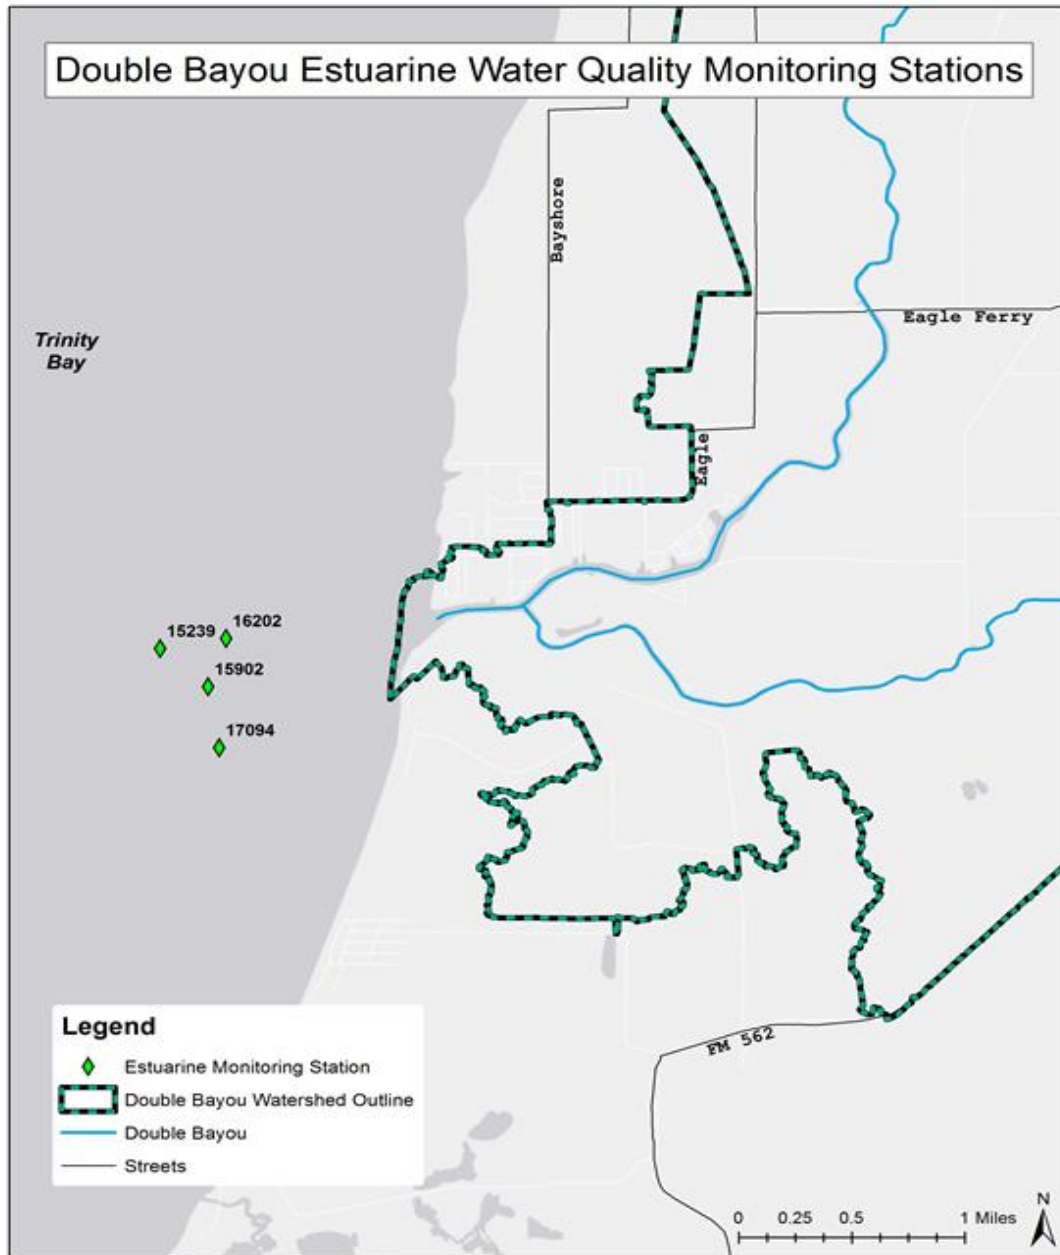 Double Bayou Estuarine Water Quality Monitoring Stations
Bayshore
Eagle Ferry
Trinity
Bay
Eagle
15239
16202
15902
17094
Legend
Estuarine Monitoring Station
Double Bayou Watershed Outline
Double Bayou
Streets
FM 562
N
0 0.25 0.5 1 Miles